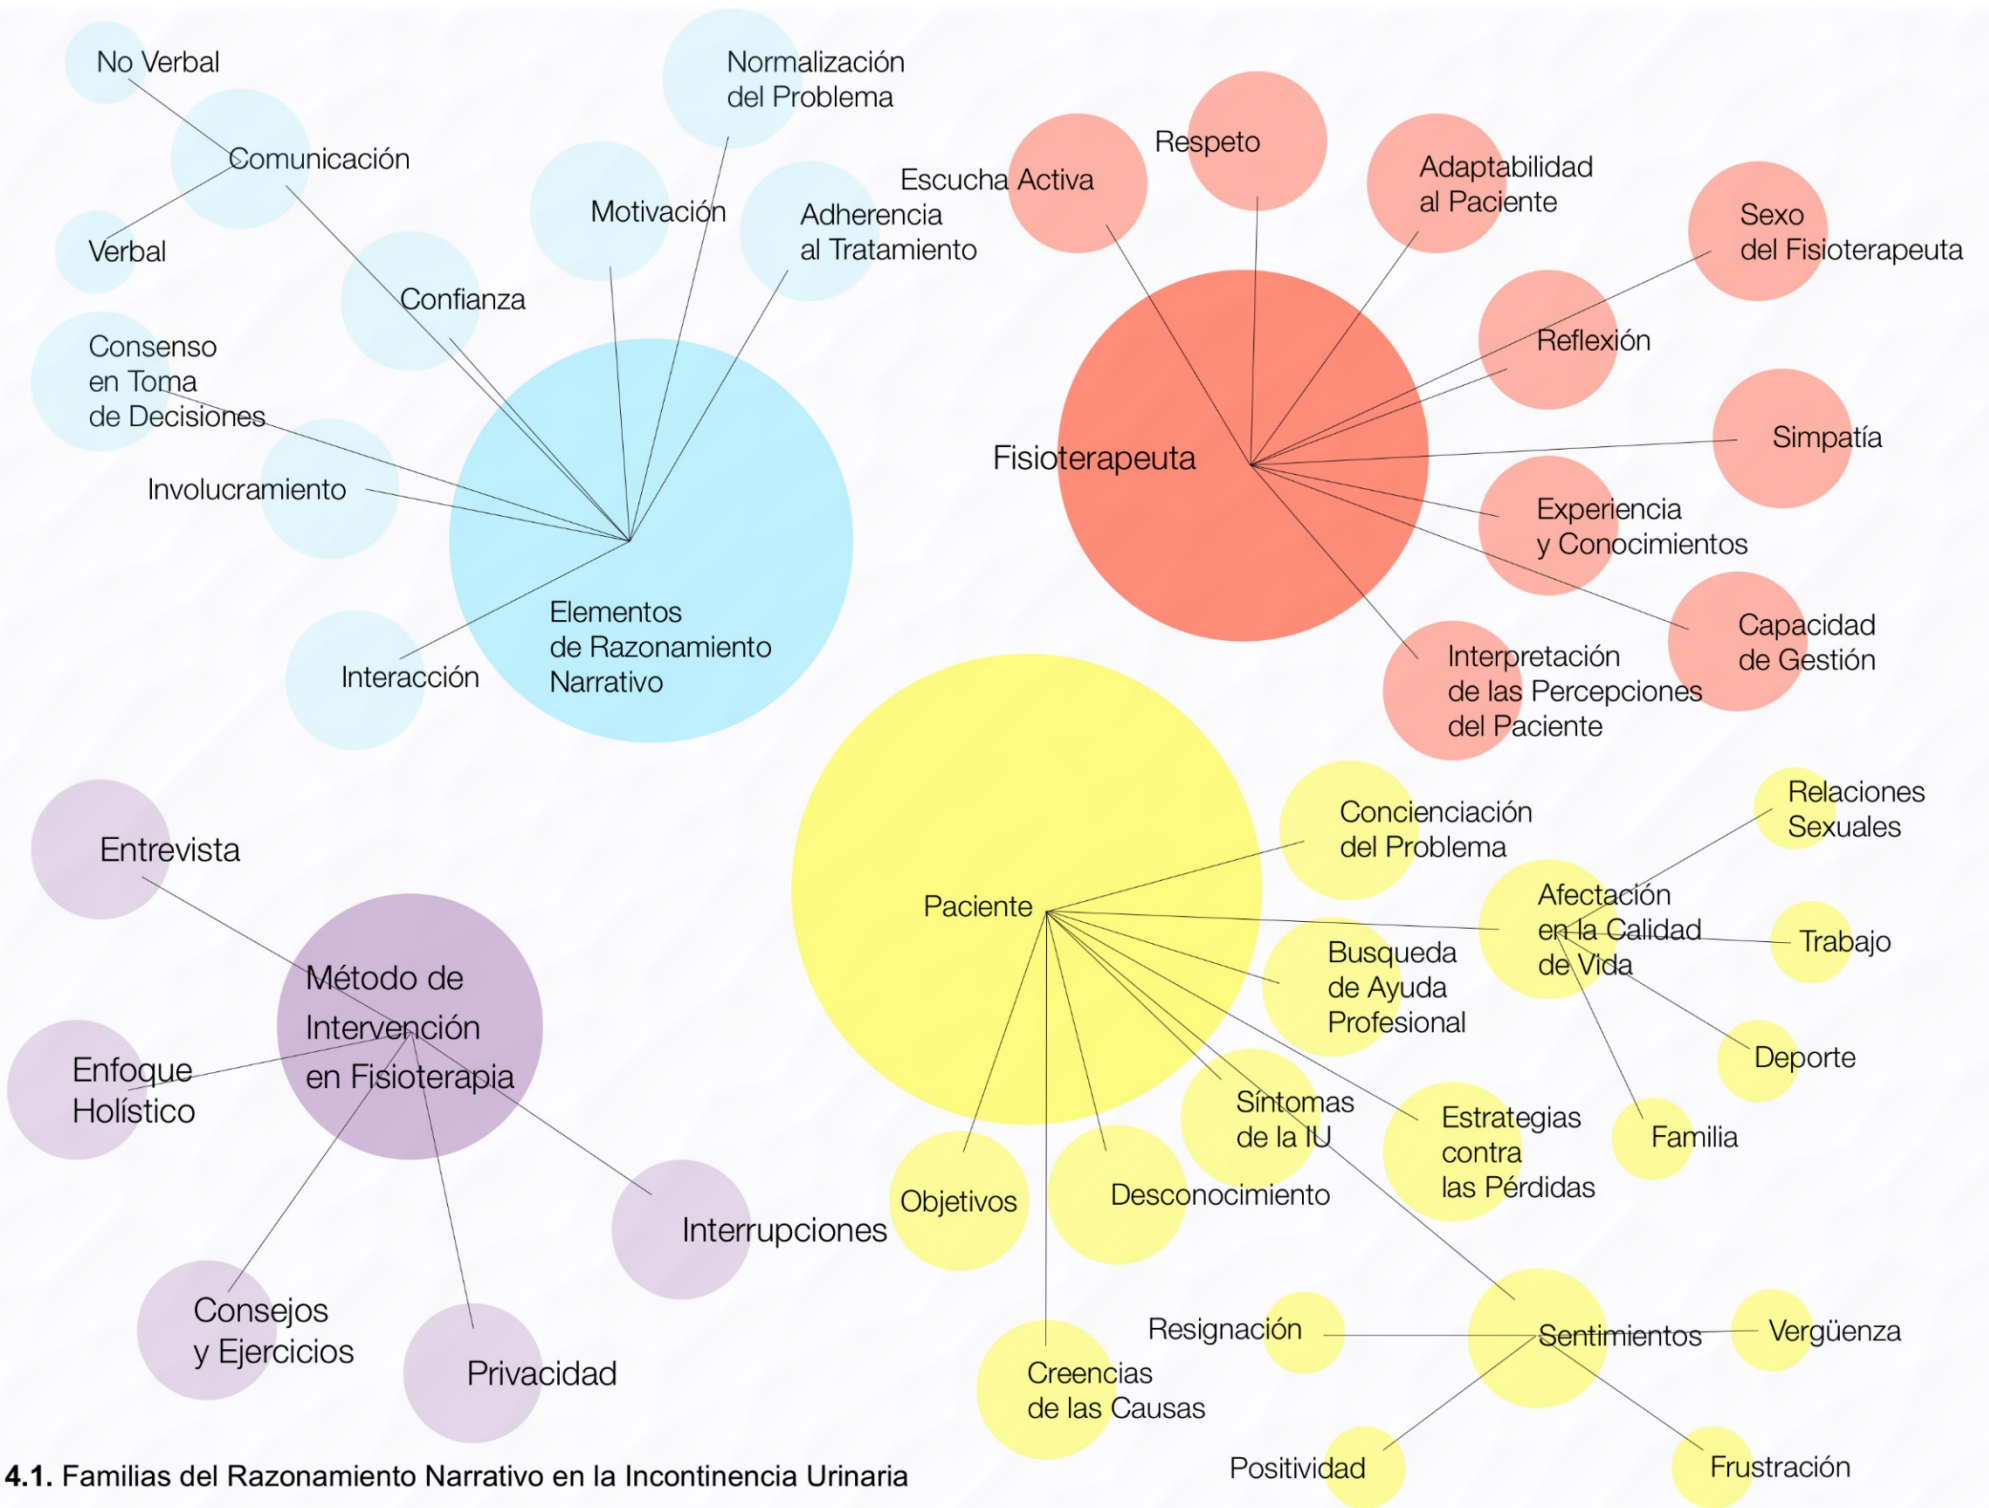 No Verbal
Comunicación
Verbal
Confianza
Consenso
en Toma
de Decisiones
Involucramiento
Interacción
Motivación
Normalización
del Problema
Adherencia
al Tratamiento
Elementos
de Razonamiento
Narrativo
Escucha Activa
Respeto
Adaptabilidad
al Paciente
Sexo
del Fisioterapeuta
Reflexión
Simpatía
Fisioterapeuta
Experiencia
y Conocimientos
Capacidad
de Gestión
Interpretación
de las Percepciones
del Paciente
Entrevista
Método de
Intervención
en Fisioterapia
Enfoque
Holístico
Consejos
y Ejercicios
Privacidad
Interrupciones
Paciente
Concienciación
del Problema
Relaciones
Sexuales
Afectación
en la Calidad
de Vida
Trabajo
Deporte
Familia
Busqueda
de Ayuda
Profesional
Síntomas
de la IU
Estrategias
contra
las Pérdidas
Objetivos
Desconocimiento
Creencias
de las Causas
Resignación
Sentimientos
Vergüenza
Positividad
Frustración
4.1. Familias del Razonamiento Narrativo en la Incontinencia Urinaria